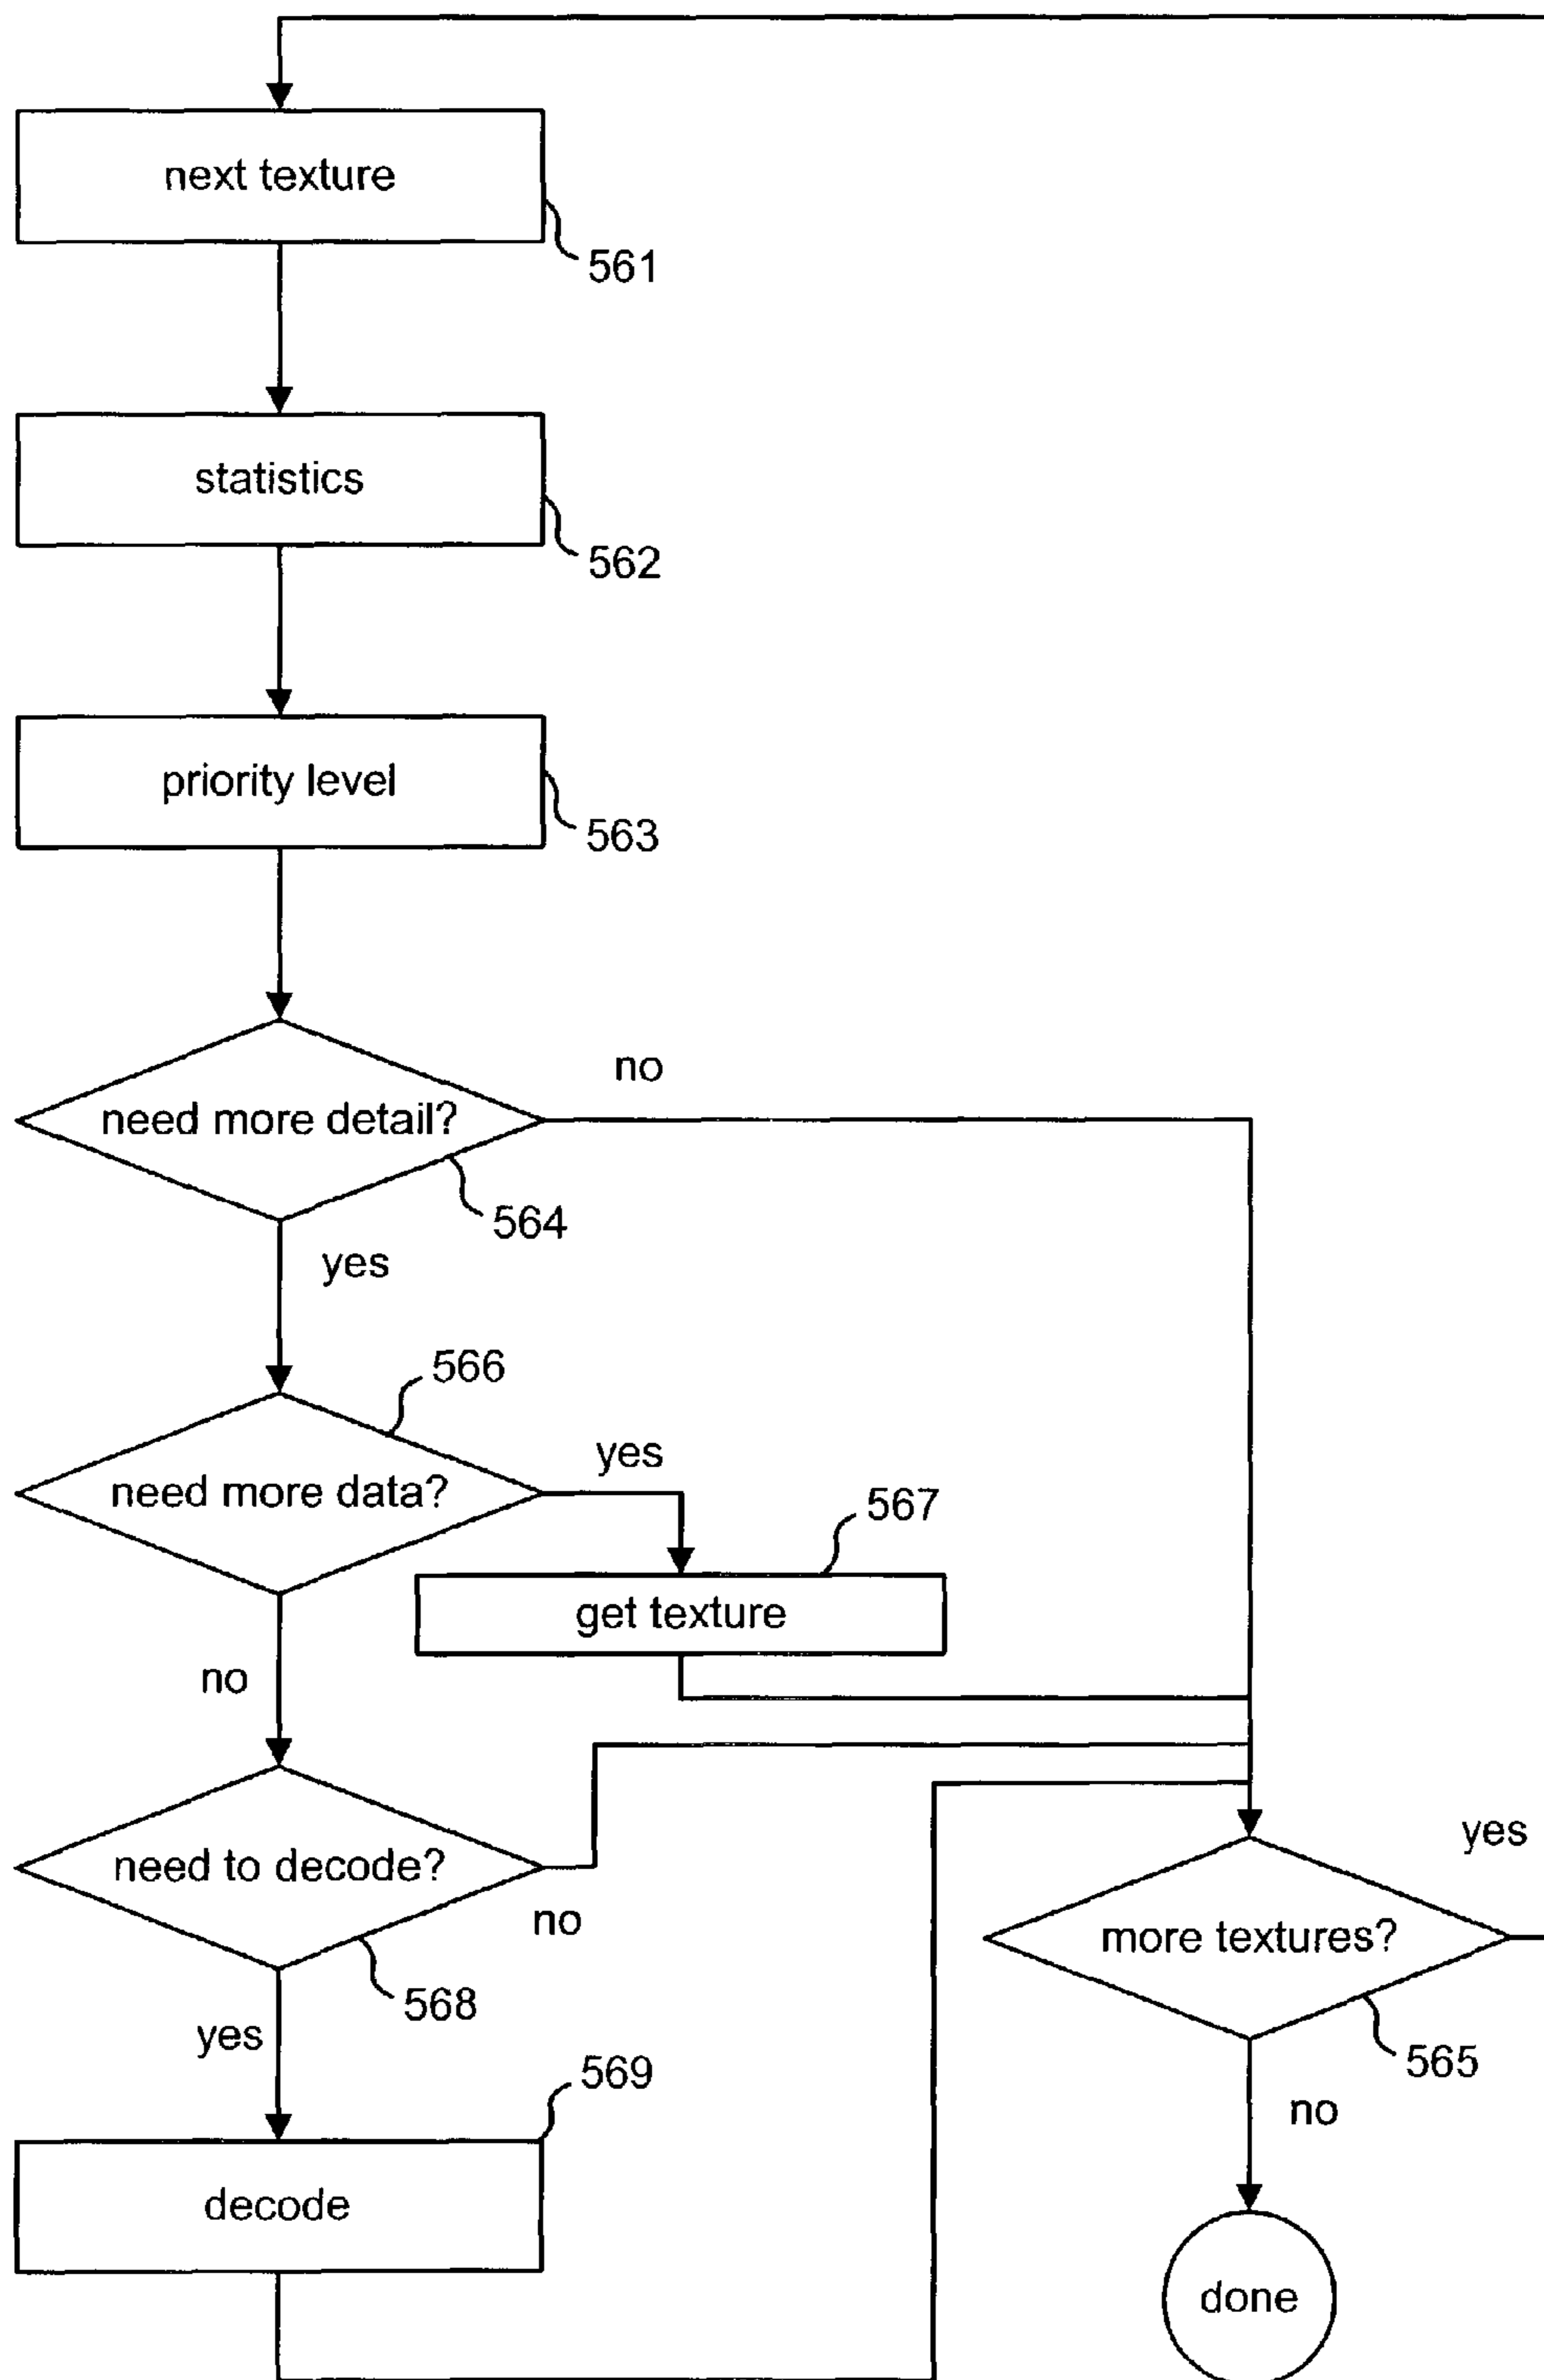 next texture
561
statistics
562
priority level
563
no
need more detail?
564
yes
566
yes
need more data?
567
get texture
no
yes
need to decode?
no
more textures?
568
yes
565
569
no
decode
done